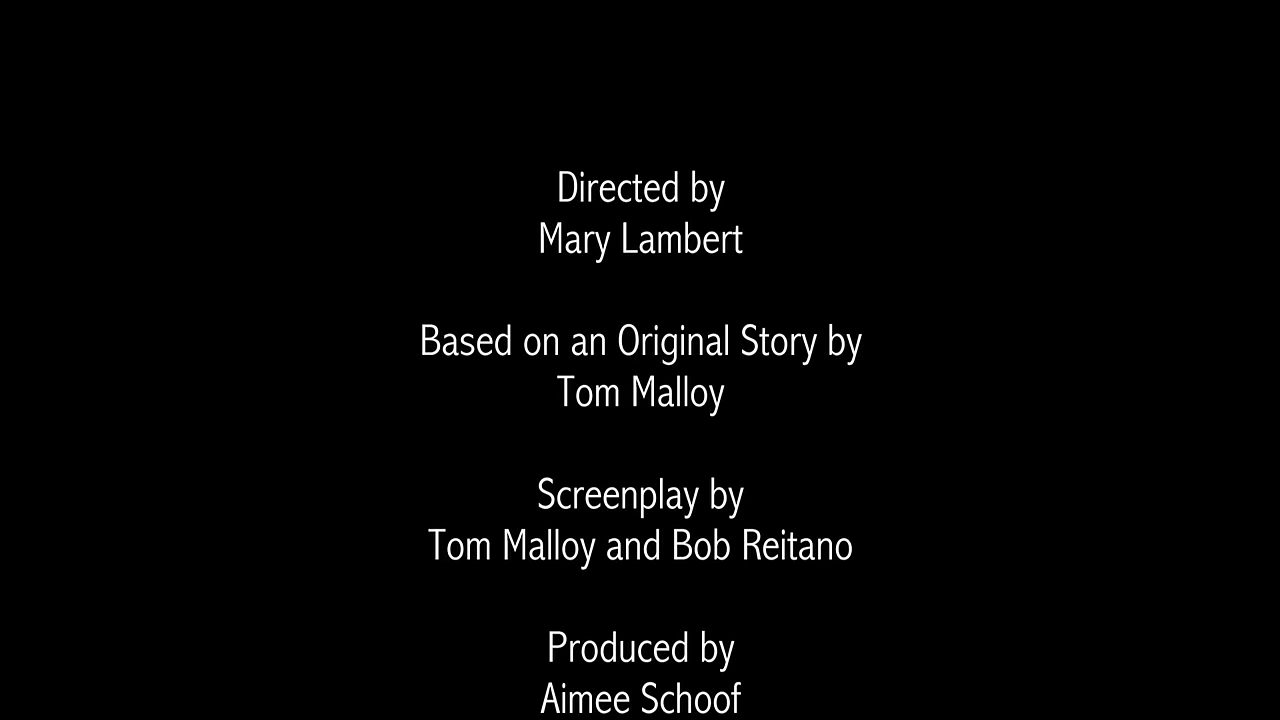 Directed by
Mary Lambert
Based on an Original Story by
Tom Malloy
Screenplay by
Tom Malloy and Bob Reitano
Produced by
Aimee Schoof